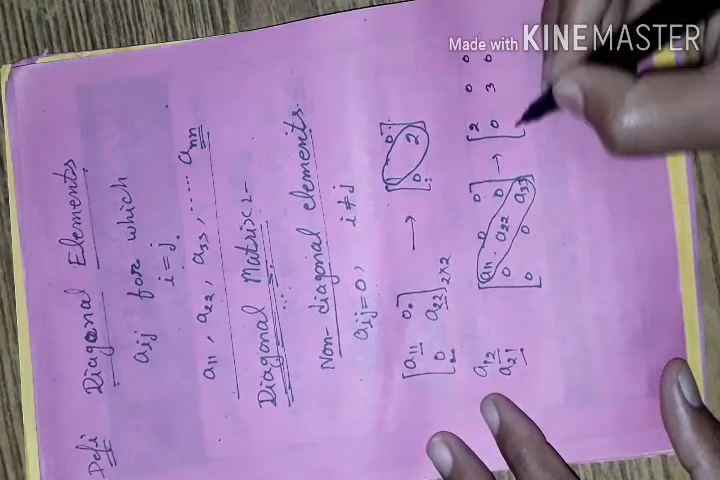 Made with KINEMASTER
Defi Diagonal Elements
aij for which
i = j.
a11, a22, a33, ..... ann
Diagonal Matrix:-
Non-diagonal elements.
aij = 0, i ≠ j
[a11 0
0 a22]2×2 → [ 0
0 2]
a12
a21
[a11 0 0
0 a22 0
0 0 a33] → [2 0 0
0 3 0